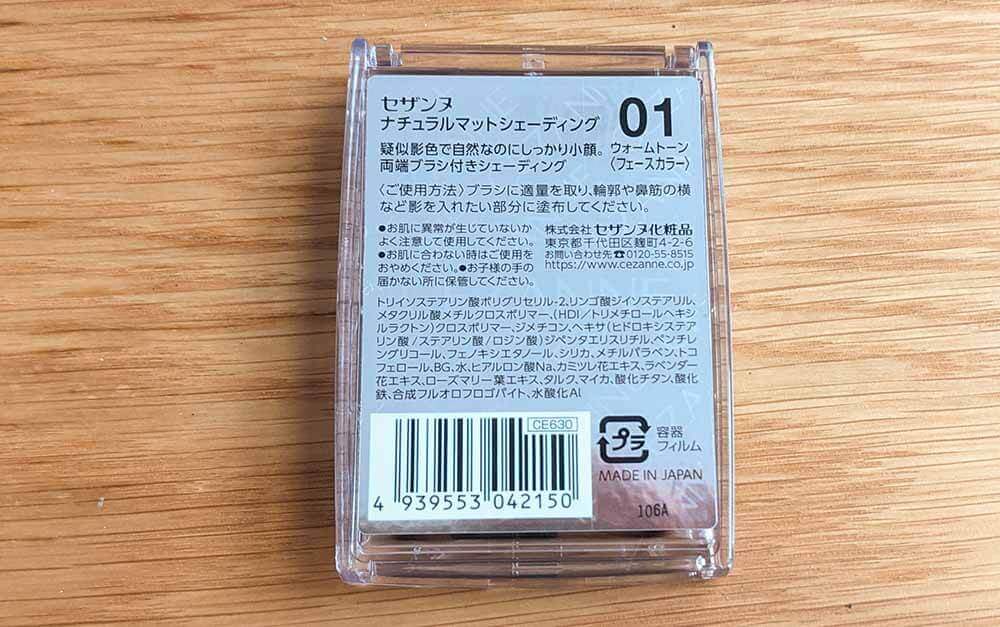 セザンヌ
ナチュラルマットシェーディング
01
疑似影色で自然なのにしっかり小顔。
両端ブラシ付きシェーディング
ウォームトーン
〈フェースカラー〉
〈ご使用方法〉ブラシに適量を取り、輪郭や鼻筋の横
など影を入れたい部分に塗布してください。
●お肌に異常が生じていないか
よく注意して使用してください。
●お肌に合わない時はご使用を
おやめください。●お子様の手の
届かない所に保管してください。
株式会社 セザンヌ化粧品
東京都千代田区麹町4-2-6
お問い合わせ先☎0120-55-8515
https://www.cezanne.co.jp
トリイソステアリン酸ポリグリセリル-2、リンゴ酸ジイソステアリル、
メタクリル酸メチルクロスポリマー、(HDI/トリメチロールヘキシ
ルラクトン)クロスポリマー、ジメチコン、ヘキサ(ヒドロキシステア
リン酸/ステアリン酸/ロジン酸)ジペンタエリスリチル、ペンチレ
ングリコール、フェノキシエタノール、シリカ、メチルパラベン、トコ
フェロール、BG、水、ヒアルロン酸Na、カミツレ花エキス、ラベンダー
花エキス、ローズマリー葉エキス、タルク、マイカ、酸化チタン、酸化
鉄、合成フルオロフロゴパイト、水酸化Al
CE630
4 939553 042150
プラ
容器
フィルム
MADE IN JAPAN
106A